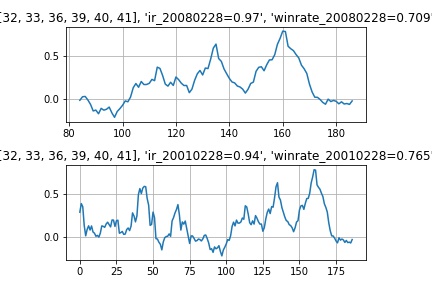 [32, 33, 36, 39, 40, 41], 'ir_20080228=0.97', 'winrate_20080228=0.709'
0.5
0.0
80 100 120 140 160 180
[32, 33, 36, 39, 40, 41], 'ir_20010228=0.94', 'winrate_20010228=0.765'
0.5
0.0
0 25 50 75 100 125 150 175